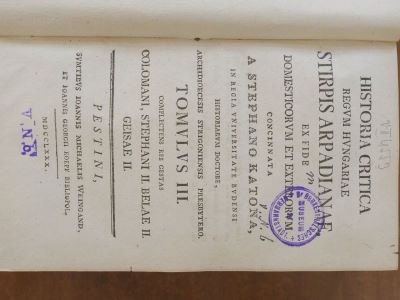 HISTORIA CRITICA
REGVM HVNGARIAE
STIRPIS ARPADIANAE
EX FIDE
DOMESTICORVM ET EXTERORVM
CONCINNATA
A STEPHANO KATONA,
IN REGIA VNIVERSITATE BVDENSI
HISTORIARVM DOCTORE,
ARCHIDIOECESIS STRIGONIENSIS PRESBYTERO.
TOMVLVS III.
COMPLECTENS RES GESTAS
COLOMANI, STEPHANI II. BELAE II.
GEISAE II.
PESTINI,
SVMTIBVS IOANNIS MICHAELIS WEINGAND,
ET IOANNIS GEORGII KOEPF BIBLIOPOL.
MDCCLXXX.
V. N. b
MUSEUM
V. N. b.